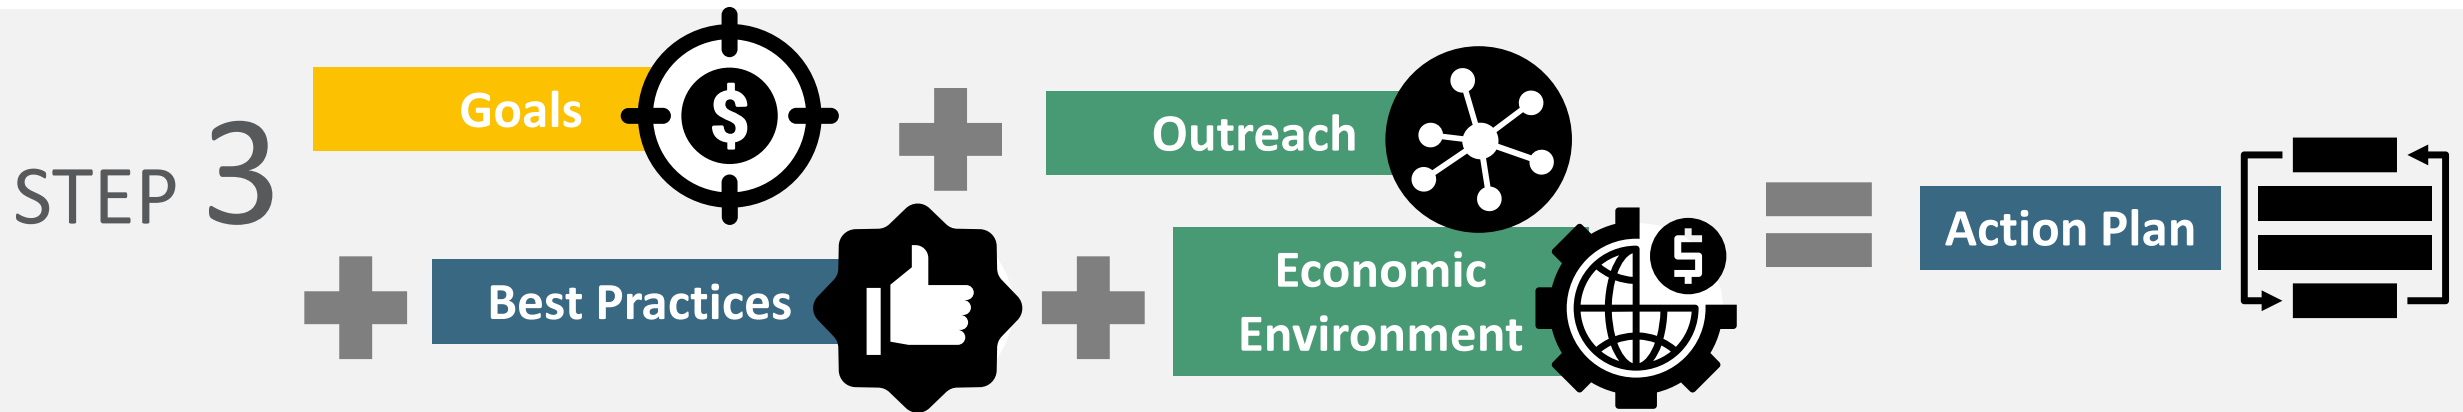 STEP 3
Goals
Outreach
Best Practices
Economic
Environment
Action Plan